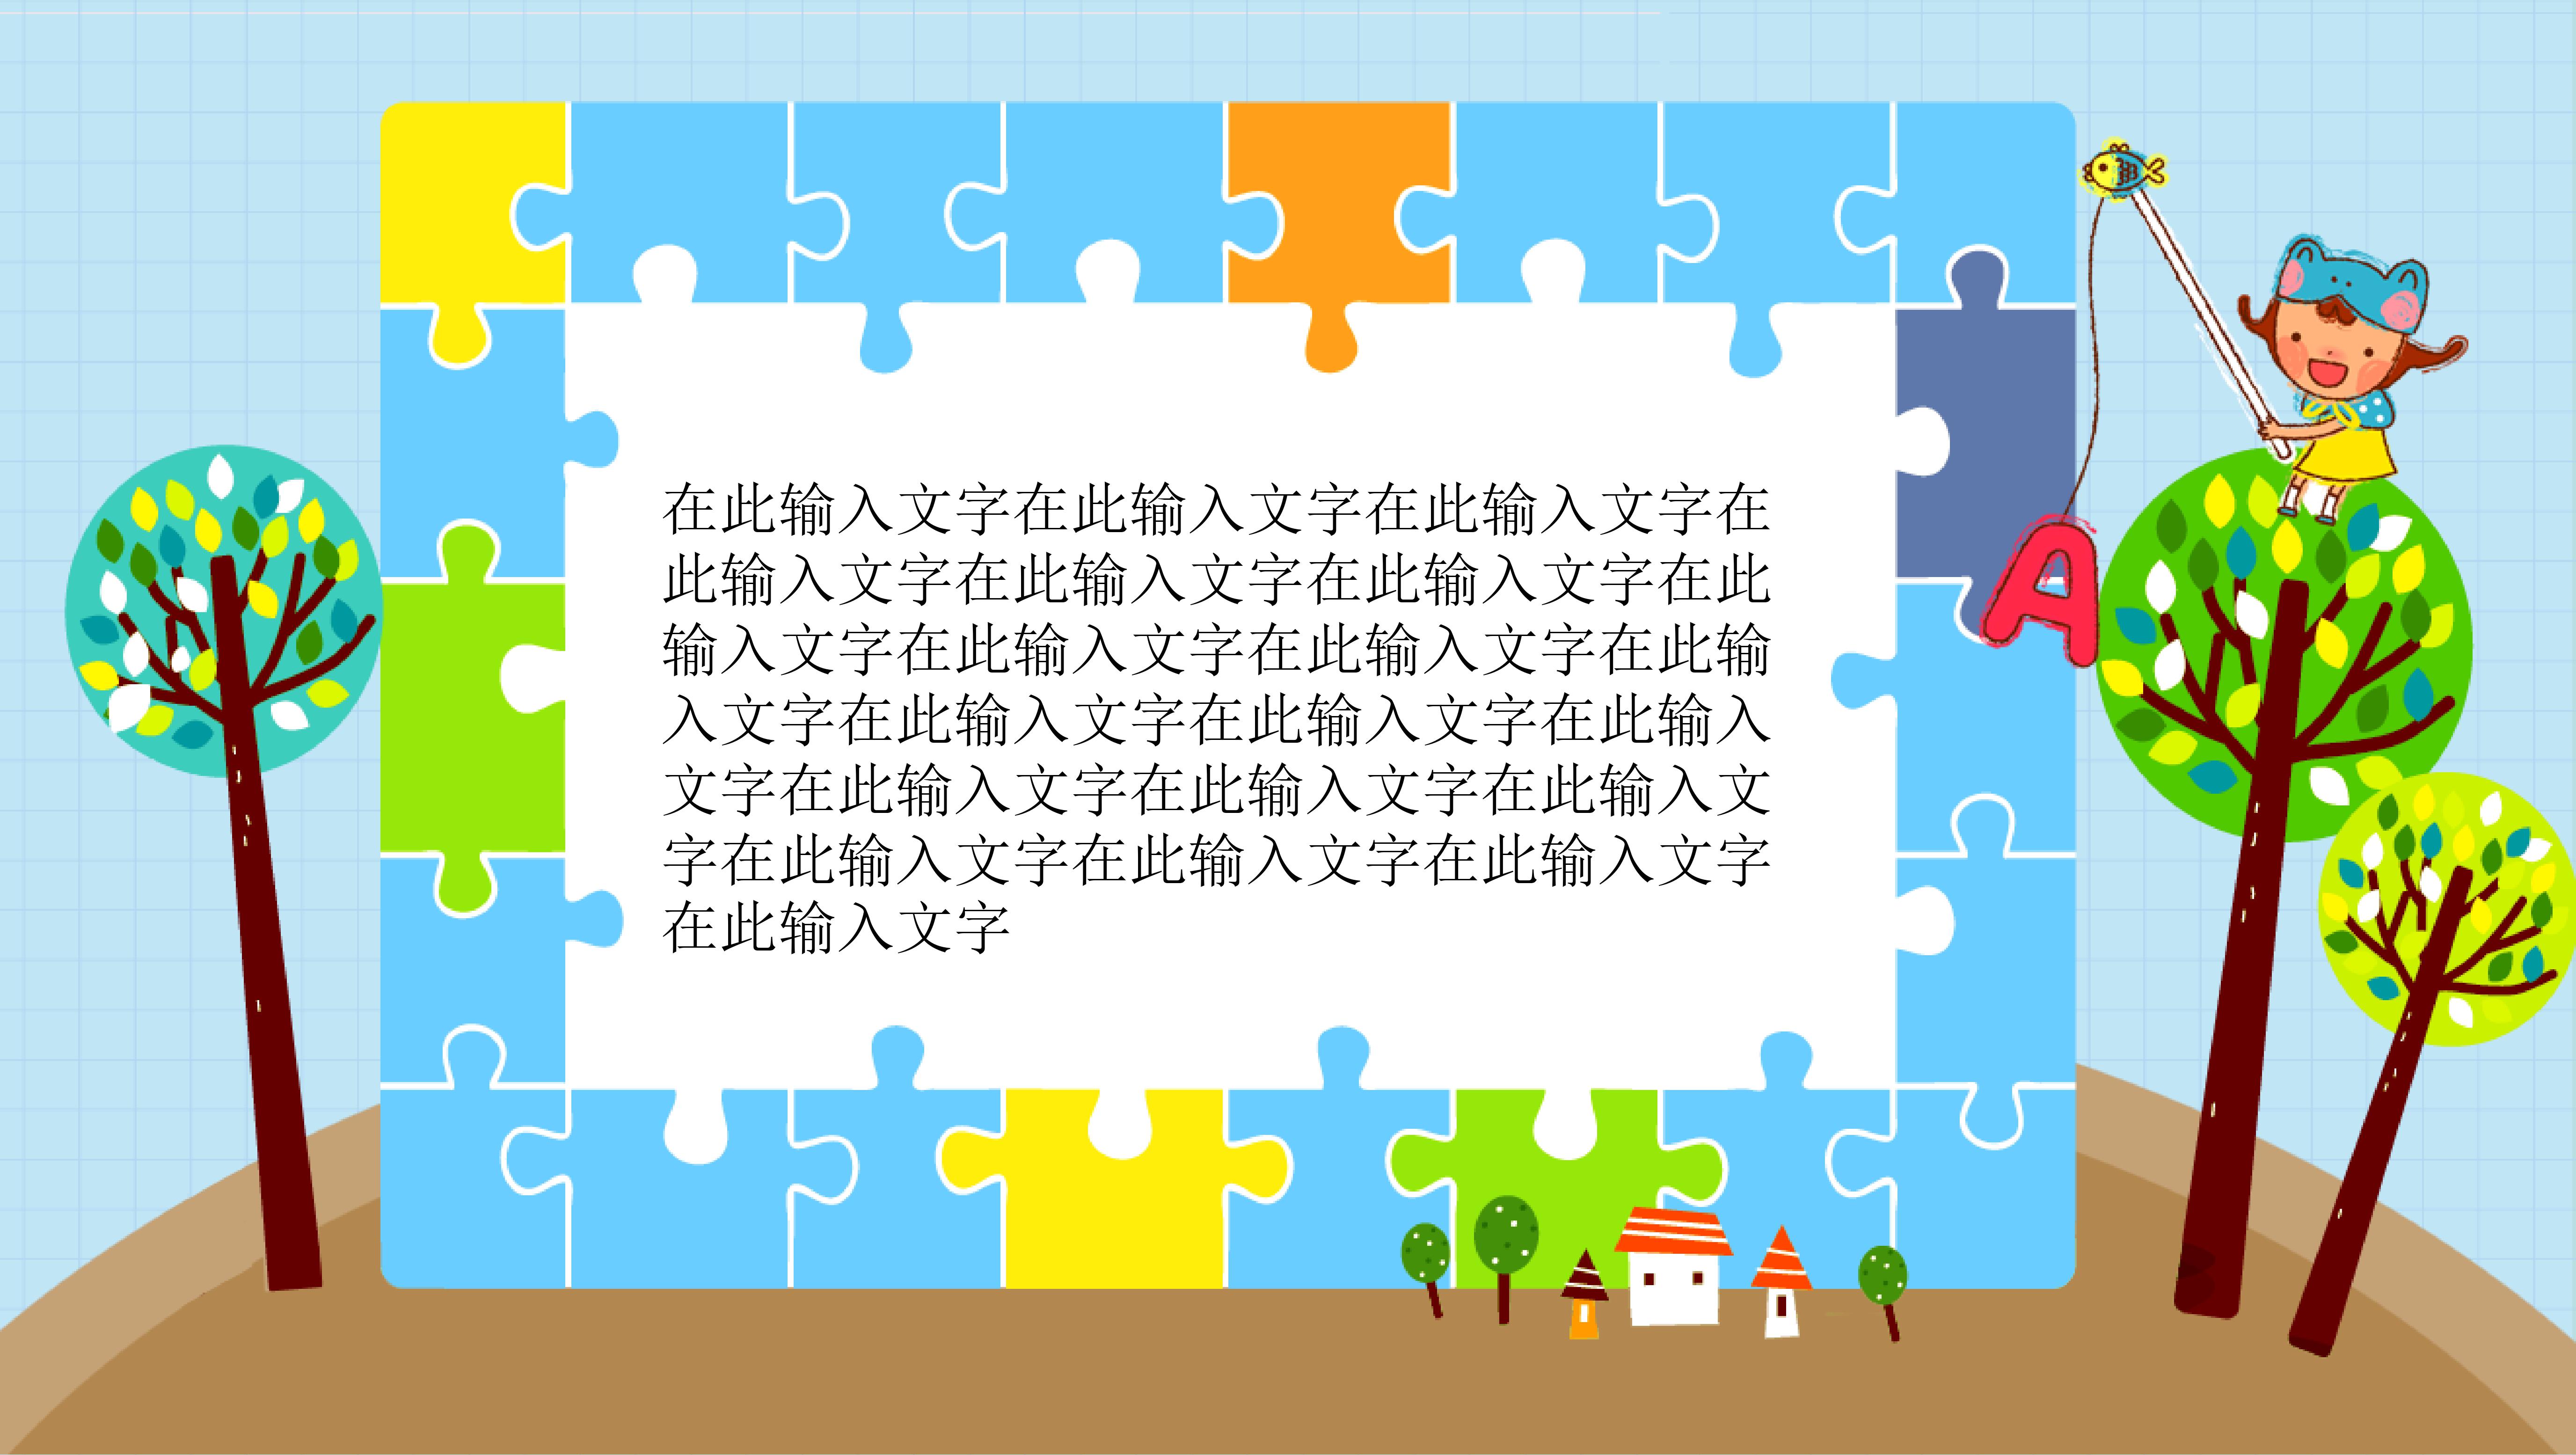 在此输入文字在此输入文字在此输入文字在
此输入文字在此输入文字在此输入文字在此
输入文字在此输入文字在此输入文字在此输
入文字在此输入文字在此输入文字在此输入
文字在此输入文字在此输入文字在此输入文
字在此输入文字在此输入文字在此输入文字
在此输入文字
A